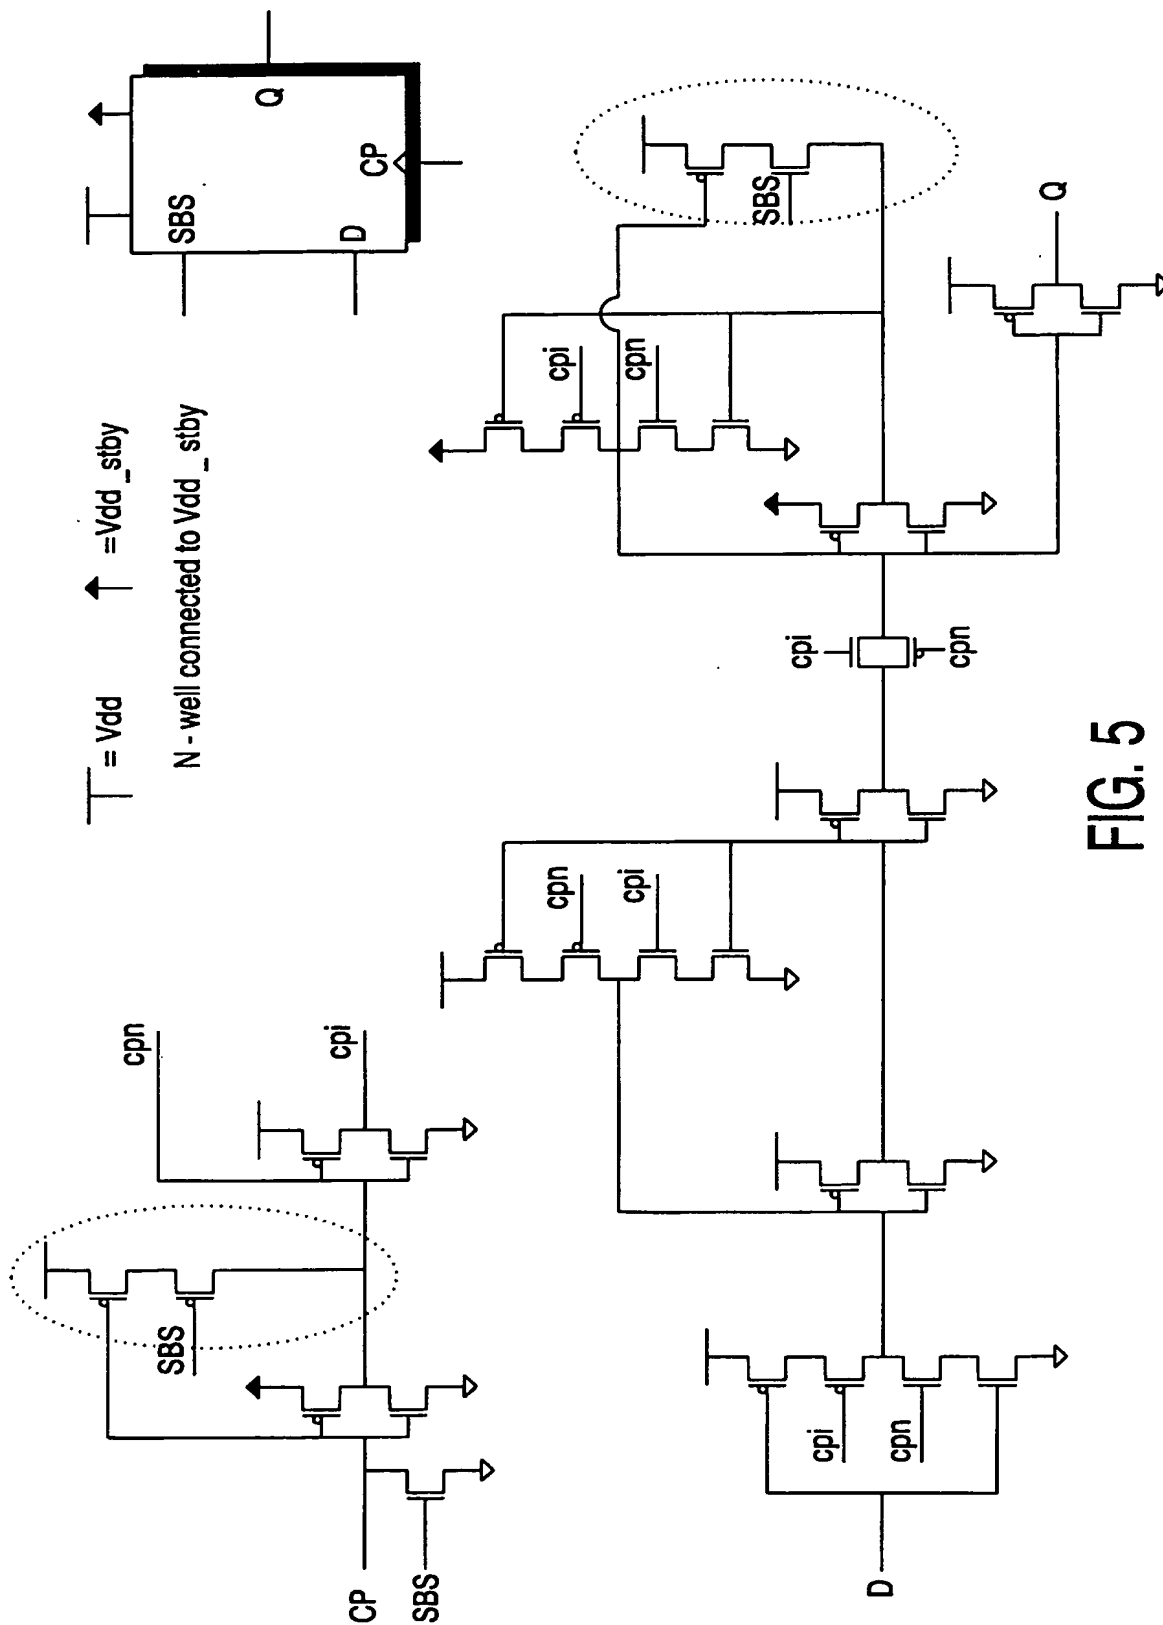 = Vdd
=Vdd_stby
N - well connected to Vdd_stby
SBS
D
CP
Q
CP
SBS
SBS
cpn
cpi
D
cpi
cpn
cpn
cpi
cpi
cpn
cpi
cpn
SBS
Q
FIG. 5